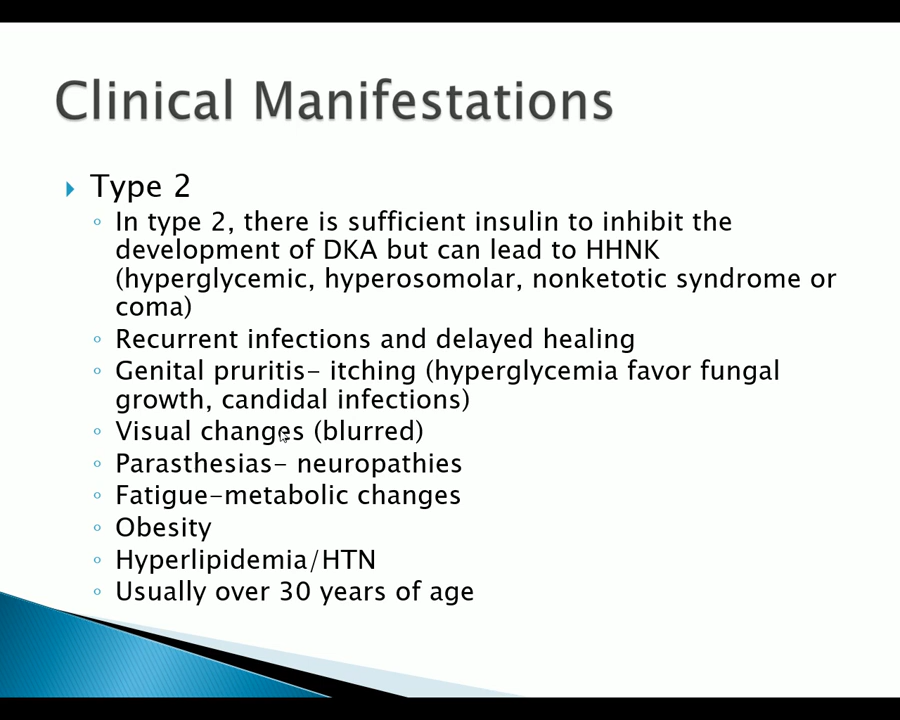 Clinical Manifestations
Type 2
In type 2, there is sufficient insulin to inhibit the
development of DKA but can lead to HHNK
(hyperglycemic, hyperosomolar, nonketotic syndrome or
coma)
Recurrent infections and delayed healing
Genital pruritis- itching (hyperglycemia favor fungal
growth, candidal infections)
Visual changes (blurred)
Parasthesias- neuropathies
Fatigue-metabolic changes
Obesity
Hyperlipidemia/HTN
Usually over 30 years of age